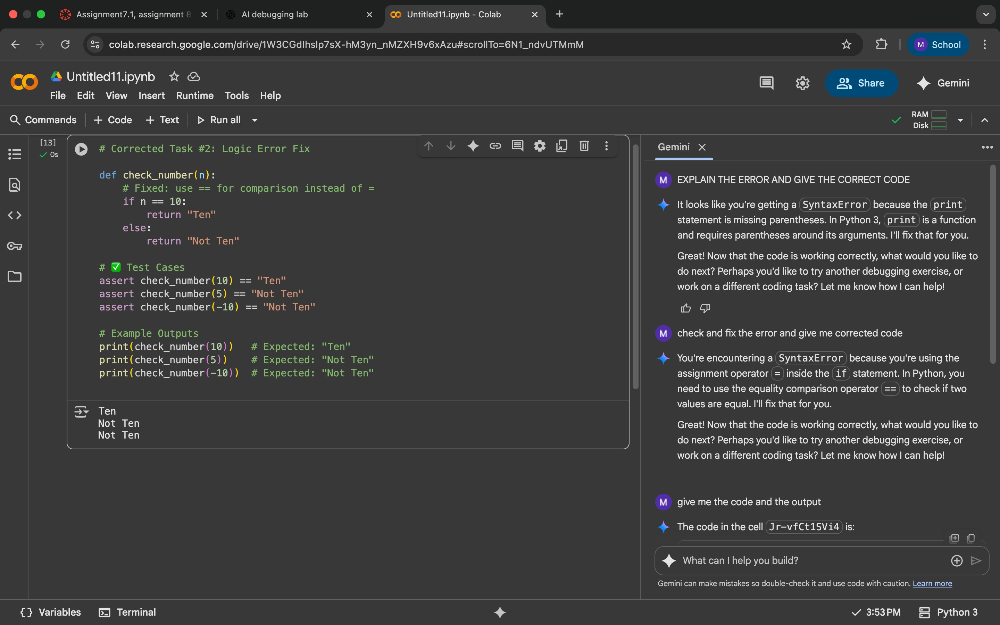 Assignment7.1, assignment 8
AI debugging lab
Untitled11.ipynb - Colab
colab.research.google.com/drive/1W3CGdIhslp7sX-hM3yn_nMZXH9v6xAzu#scrollTo=6N1_ndvUTMmM
M School
Untitled11.ipynb
File Edit View Insert Runtime Tools Help
Share
Gemini
Commands + Code + Text Run all
RAM
Disk
[13]
0s
# Corrected Task #2: Logic Error Fix
def check_number(n):
# Fixed: use == for comparison instead of =
if n == 10:
return "Ten"
else:
return "Not Ten"
# ✅ Test Cases
assert check_number(10) == "Ten"
assert check_number(5) == "Not Ten"
assert check_number(-10) == "Not Ten"
# Example Outputs
print(check_number(10)) # Expected: "Ten"
print(check_number(5)) # Expected: "Not Ten"
print(check_number(-10)) # Expected: "Not Ten"
Ten
Not Ten
Not Ten
Gemini
M EXPLAIN THE ERROR AND GIVE THE CORRECT CODE
It looks like you're getting a SyntaxError because the print
statement is missing parentheses. In Python 3, print is a function
and requires parentheses around its arguments. I'll fix that for you.
Great! Now that the code is working correctly, what would you like to
do next? Perhaps you'd like to try another debugging exercise, or
work on a different coding task? Let me know how I can help!
M check and fix the error and give me corrected code
You're encountering a SyntaxError because you're using the
assignment operator = inside the if statement. In Python, you
need to use the equality comparison operator == to check if two
values are equal. I'll fix that for you.
Great! Now that the code is working correctly, what would you like to
do next? Perhaps you'd like to try another debugging exercise, or
work on a different coding task? Let me know how I can help!
M give me the code and the output
The code in the cell Jr-vfCt1SVi4 is:
What can I help you build?
Gemini can make mistakes so double-check it and use code with caution. Learn more
{} Variables Terminal
3:53 PM Python 3